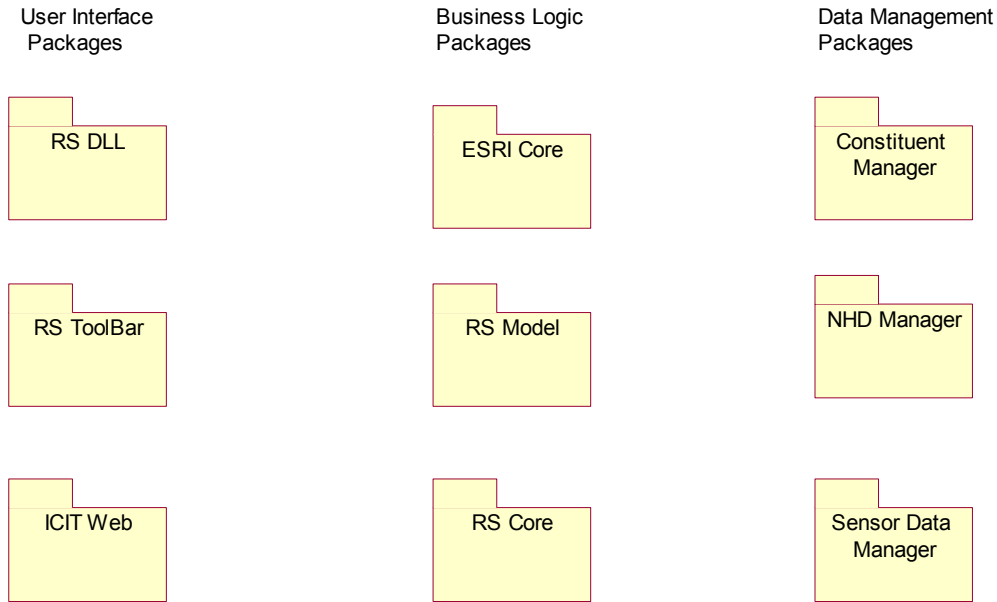 User Interface
Packages
Business Logic
Packages
Data Management
Packages
RS DLL
ESRI Core
Constituent
Manager
RS ToolBar
RS Model
NHD Manager
ICIT Web
RS Core
Sensor Data
Manager